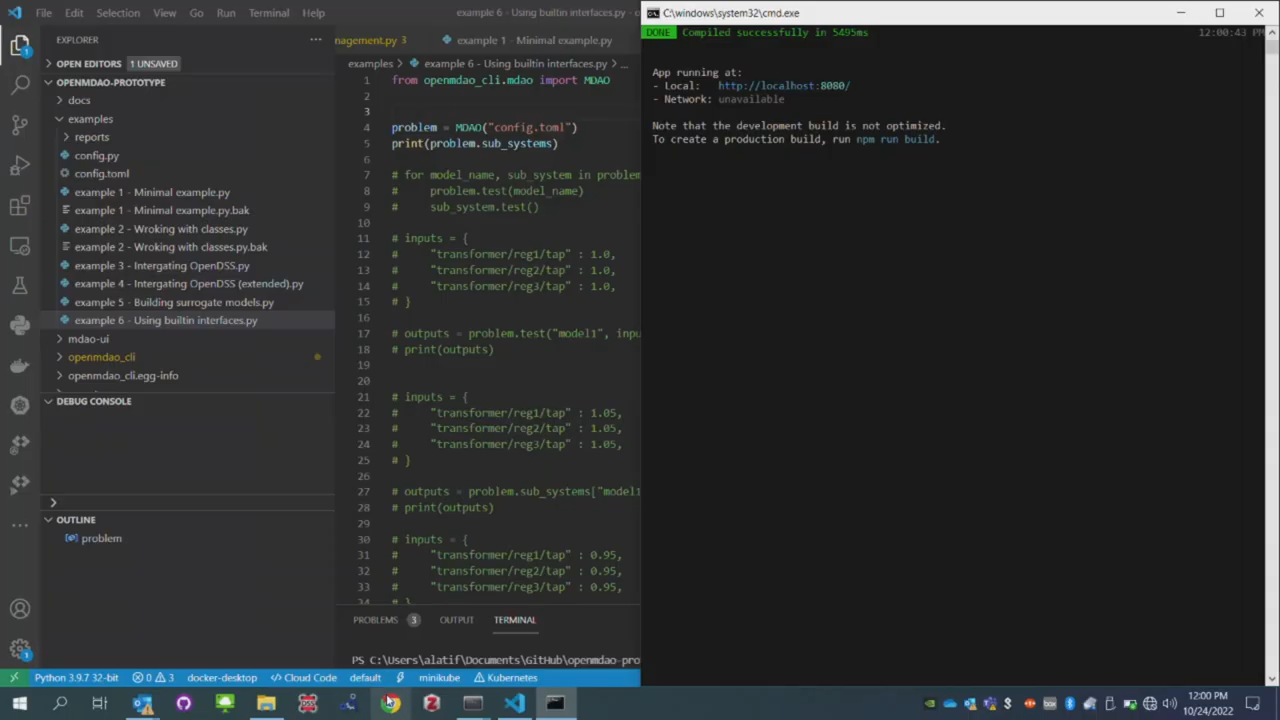 File Edit Selection View Go Run Terminal Help
example 6 - Using builtin interfaces.py -
EXPLORER
OPEN EDITORS 1 UNSAVED
OPENMDAO-PROTOTYPE
docs
examples
reports
config.py
config.toml
example 1 - Minimal example.py
example 1 - Minimal example.py.bak
example 2 - Wroking with classes.py
example 2 - Wroking with classes.py.bak
example 3 - Intergating OpenDSS.py
example 4 - Intergating OpenDSS (extended).py
example 5 - Building surrogate models.py
example 6 - Using builtin interfaces.py
mdao-ui
openmdao_cli
openmdao_cli.egg-info
DEBUG CONSOLE
OUTLINE
problem
nagement.py 3 example 1 - Minimal example.py
examples > example 6 - Using builtin interfaces.py > ...
1 from openmdao_cli.mdao import MDAO
2
3
4 problem = MDAO("config.toml")
5 print(problem.sub_systems)
6
7 # for model_name, sub_system in problem
8 # problem.test(model_name)
9 # sub_system.test()
10
11 # inputs = {
12 # "transformer/reg1/tap" : 1.0,
13 # "transformer/reg2/tap" : 1.0,
14 # "transformer/reg3/tap" : 1.0,
15 # }
16
17 # outputs = problem.test("model1", inpu
18 # print(outputs)
19
20
21 # inputs = {
22 # "transformer/reg1/tap" : 1.05,
23 # "transformer/reg2/tap" : 1.05,
24 # "transformer/reg3/tap" : 1.05,
25 # }
26
27 # outputs = problem.sub_systems["model1
28 # print(outputs)
29
30 # inputs = {
31 # "transformer/reg1/tap" : 0.95,
32 # "transformer/reg2/tap" : 0.95,
33 # "transformer/reg3/tap" : 0.95,
34 # }
PROBLEMS 3 OUTPUT TERMINAL
PS C:\Users\alatif\Documents\GitHub\openmdao-pro
C:\windows\system32\cmd.exe
DONE Compiled successfully in 5495ms 12:00:43 PM
App running at:
- Local: http://localhost:8080/
- Network: unavailable
Note that the development build is not optimized.
To create a production build, run npm run build.
Python 3.9.7 32-bit 0 3 docker-desktop Cloud Code default minikube Kubernetes
12:00 PM
10/24/2022